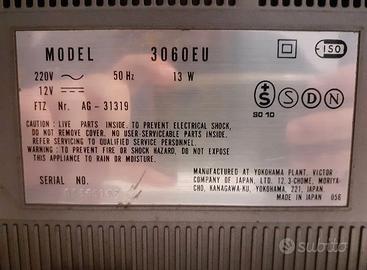 MODEL 3060EU
ISO
220V 50Hz 13W
12V
FTZ Nr. AG-31319
+S S D N
SO 10
CAUTION: LIVE PARTS INSIDE. TO PREVENT ELECTRICAL SHOCK,
DO NOT REMOVE COVER. NO USER-SERVICEABLE PARTS INSIDE.
REFER SERVICING TO QUALIFIED SERVICE PERSONNEL.
WARNING: TO PREVENT FIRE OR SHOCK HAZARD, DO NOT EXPOSE
THIS APPLIANCE TO RAIN OR MOISTURE.
MANUFACTURED AT YOKOHAMA PLANT, VICTOR
SERIAL NO.
COMPANY OF JAPAN, LTD. 12, 3-CHOME, MORIYA-
CHO, KANAGAWA-KU, YOKOHAMA, 221, JAPAN.
MADE IN JAPAN 056
subito